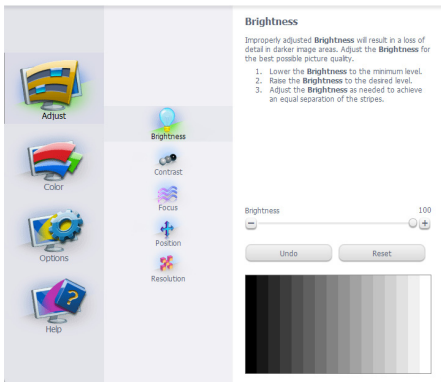 Adjust
Color
Options
Help
Brightness
Contrast
Focus
Position
Resolution
Brightness
Improperly adjusted Brightness will result in a loss of
detail in darker image areas. Adjust the Brightness for
the best possible picture quality.
1. Lower the Brightness to the minimum level.
2. Raise the Brightness to the desired level.
3. Adjust the Brightness as needed to achieve
an equal separation of the stripes.
Brightness 100
Undo Reset